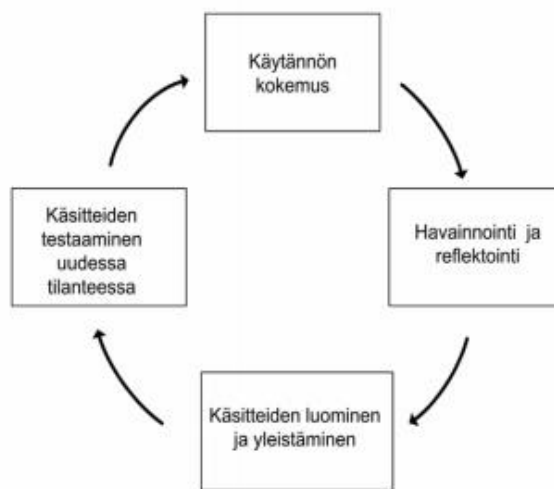 Käytännön
kokemus
Havainnointi ja
reflektointi
Käsitteiden luominen
ja yleistäminen
Käsitteiden
testaaminen
uudessa
tilanteessa